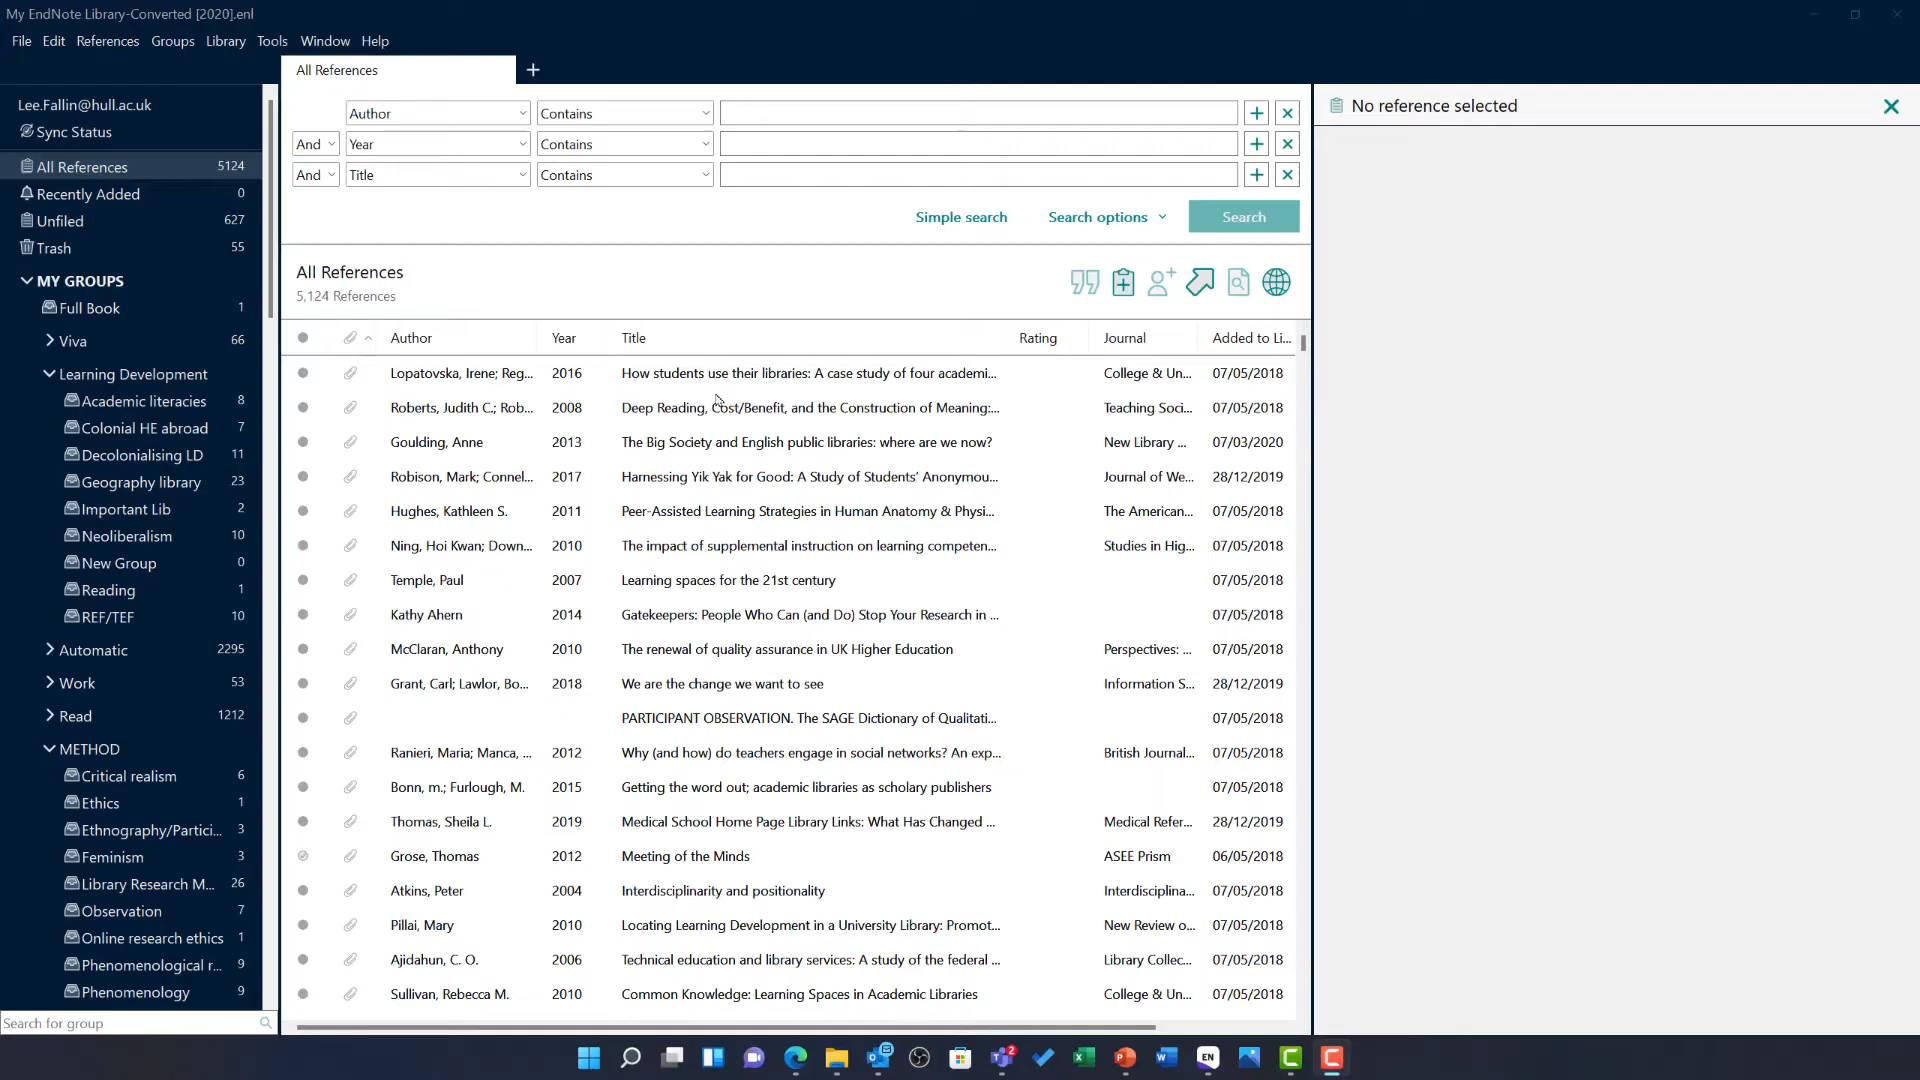 My EndNote Library-Converted [2020].enl
File Edit References Groups Library Tools Window Help
All References
Lee.Fallin@hull.ac.uk
Sync Status
All References 5124
Recently Added 0
Unfiled 627
Trash 55
MY GROUPS
Full Book 1
Viva 66
Learning Development
Academic literacies 8
Colonial HE abroad 7
Decolonialising LD 11
Geography library 23
Important Lib 2
Neoliberalism 10
New Group 0
Reading 1
REF/TEF 10
Automatic 2295
Work 53
Read 1212
METHOD
Critical realism 6
Ethics 1
Ethnography/Partici... 3
Feminism 3
Library Research M... 26
Observation 7
Online research ethics 1
Phenomenological r... 9
Phenomenology 9
Search for group
Author Contains
And Year Contains
And Title Contains
Simple search Search options Search
All References
5,124 References
Author Year Title Rating Journal Added to Li...
Lopatovska, Irene; Reg... 2016 How students use their libraries: A case study of four academi... College & Un... 07/05/2018
Roberts, Judith C.; Rob... 2008 Deep Reading, Cost/Benefit, and the Construction of Meaning:... Teaching Soci... 07/05/2018
Goulding, Anne 2013 The Big Society and English public libraries: where are we now? New Library ... 07/03/2020
Robison, Mark; Connel... 2017 Harnessing Yik Yak for Good: A Study of Students’ Anonymou... Journal of We... 28/12/2019
Hughes, Kathleen S. 2011 Peer-Assisted Learning Strategies in Human Anatomy & Physi... The American... 07/05/2018
Ning, Hoi Kwan; Down... 2010 The impact of supplemental instruction on learning competen... Studies in Hig... 07/05/2018
Temple, Paul 2007 Learning spaces for the 21st century 07/05/2018
Kathy Ahern 2014 Gatekeepers: People Who Can (and Do) Stop Your Research in ... 07/05/2018
McClaran, Anthony 2010 The renewal of quality assurance in UK Higher Education Perspectives: ... 07/05/2018
Grant, Carl; Lawlor, Bo... 2018 We are the change we want to see Information S... 28/12/2019
PARTICIPANT OBSERVATION. The SAGE Dictionary of Qualitati... 07/05/2018
Ranieri, Maria; Manca, ... 2012 Why (and how) do teachers engage in social networks? An exp... British Journal... 07/05/2018
Bonn, m.; Furlough, M. 2015 Getting the word out; academic libraries as scholary publishers 07/05/2018
Thomas, Sheila L. 2019 Medical School Home Page Library Links: What Has Changed ... Medical Refer... 28/12/2019
Grose, Thomas 2012 Meeting of the Minds ASEE Prism 06/05/2018
Atkins, Peter 2004 Interdisciplinarity and positionality Interdisciplina... 07/05/2018
Pillai, Mary 2010 Locating Learning Development in a University Library: Promot... New Review o... 07/05/2018
Ajidahun, C. O. 2006 Technical education and library services: A study of the federal ... Library Collec... 07/05/2018
Sullivan, Rebecca M. 2010 Common Knowledge: Learning Spaces in Academic Libraries College & Un... 07/05/2018
No reference selected
2
EN